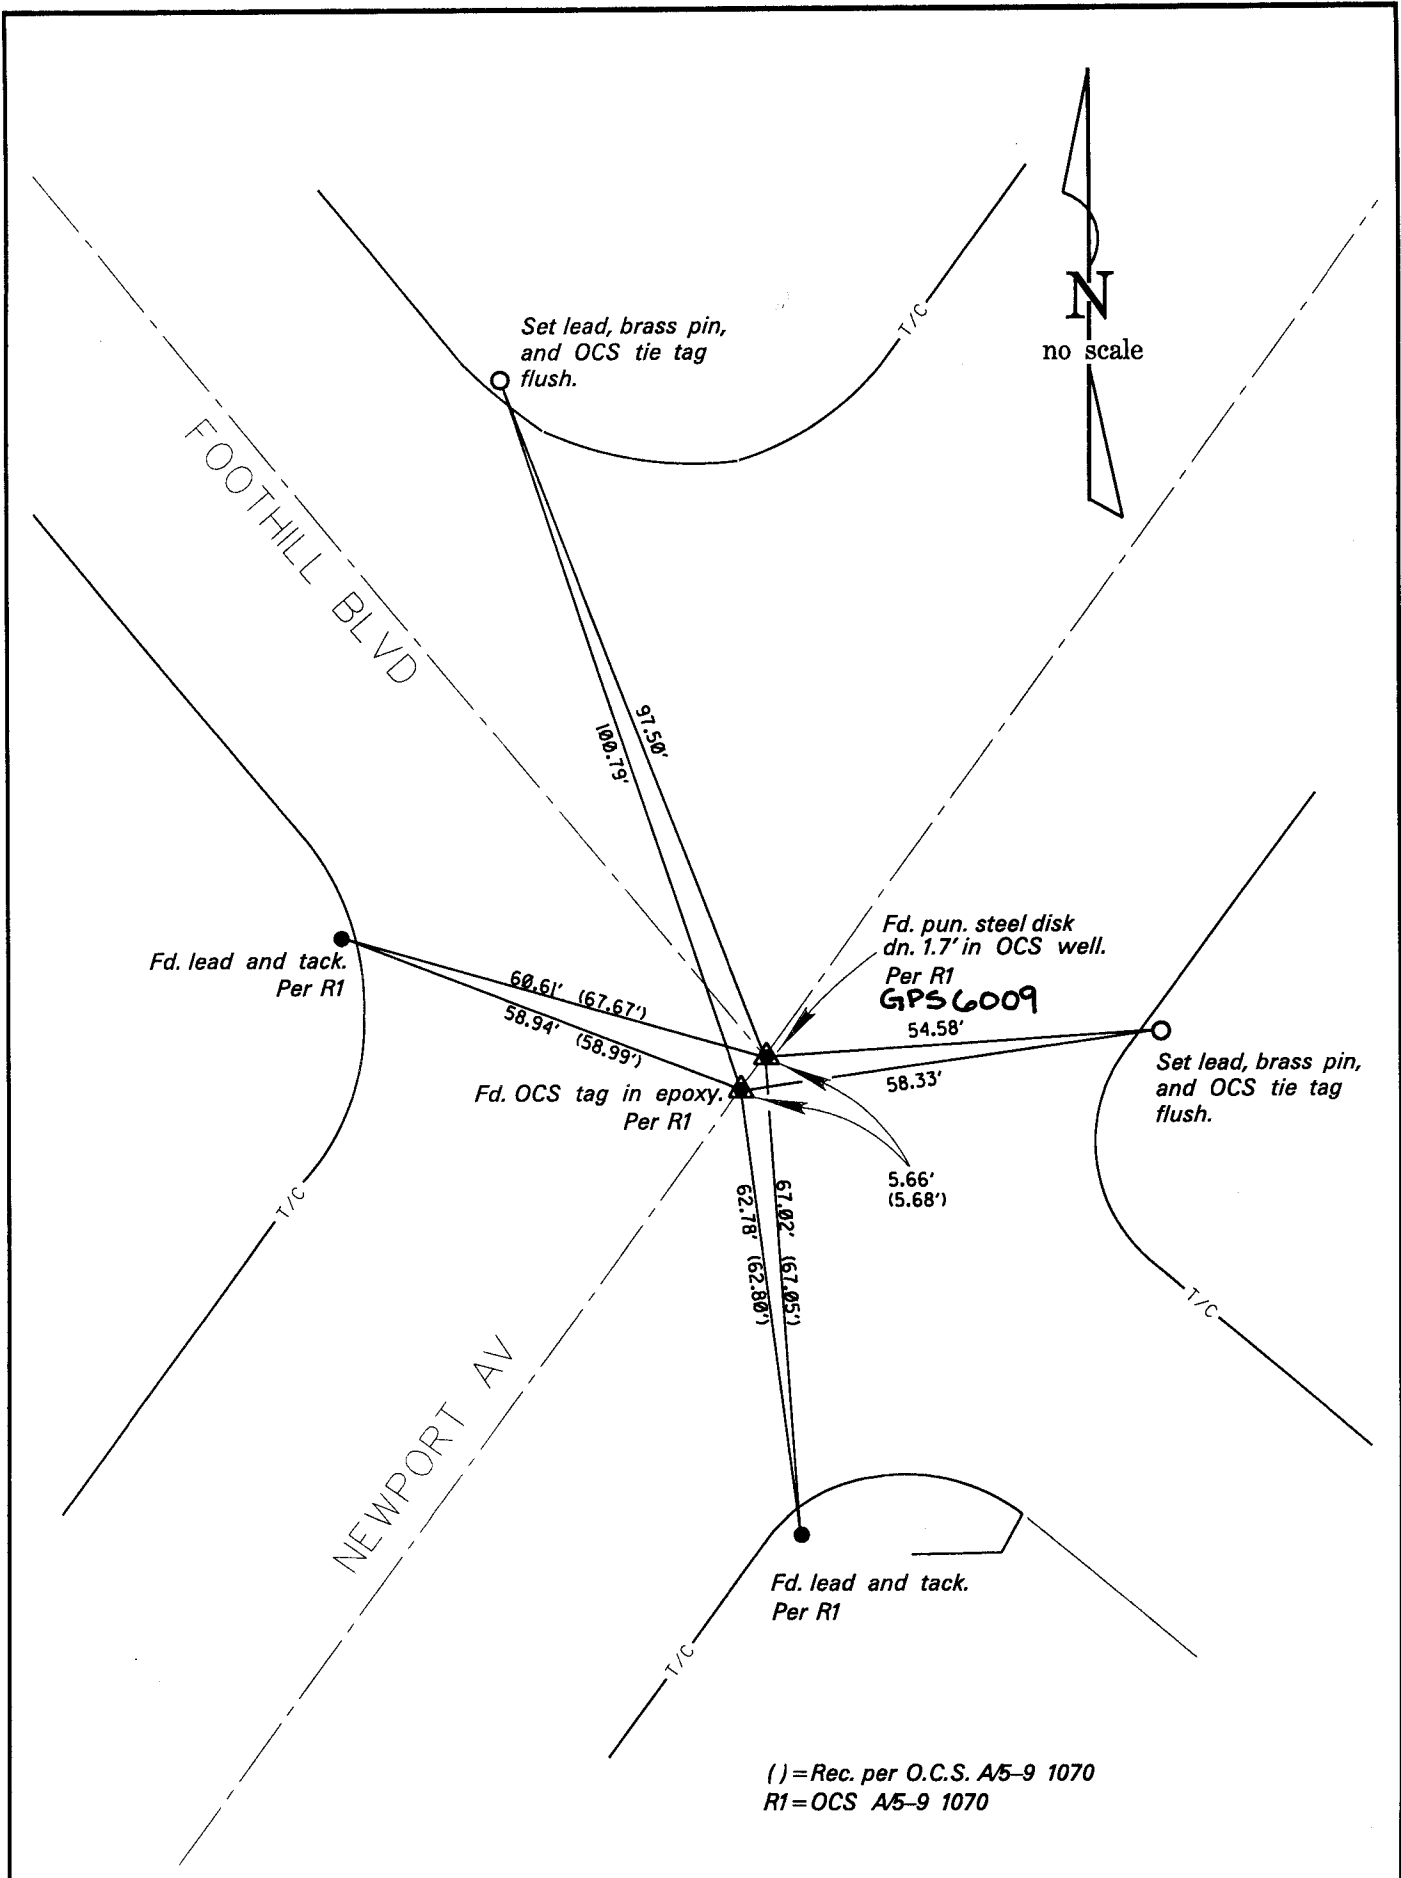 N
no scale
Set lead, brass pin,
and OCS tie tag
flush.
T/C
FOOTHILL BLVD
97.50'
100.79'
Fd. pun. steel disk
dn. 1.7' in OCS well.
Per R1
GPS 6009
Fd. lead and tack.
Per R1
60.61' (67.67')
58.94' (58.99')
54.58'
58.33'
Set lead, brass pin,
and OCS tie tag
flush.
Fd. OCS tag in epoxy.
Per R1
5.66'
(5.68')
T/C
62.78' (62.80')
67.02' (67.05')
T/C
NEWPORT AV
Fd. lead and tack.
Per R1
T/C
( )=Rec. per O.C.S. A/5-9 1070
R1=OCS A/5-9 1070